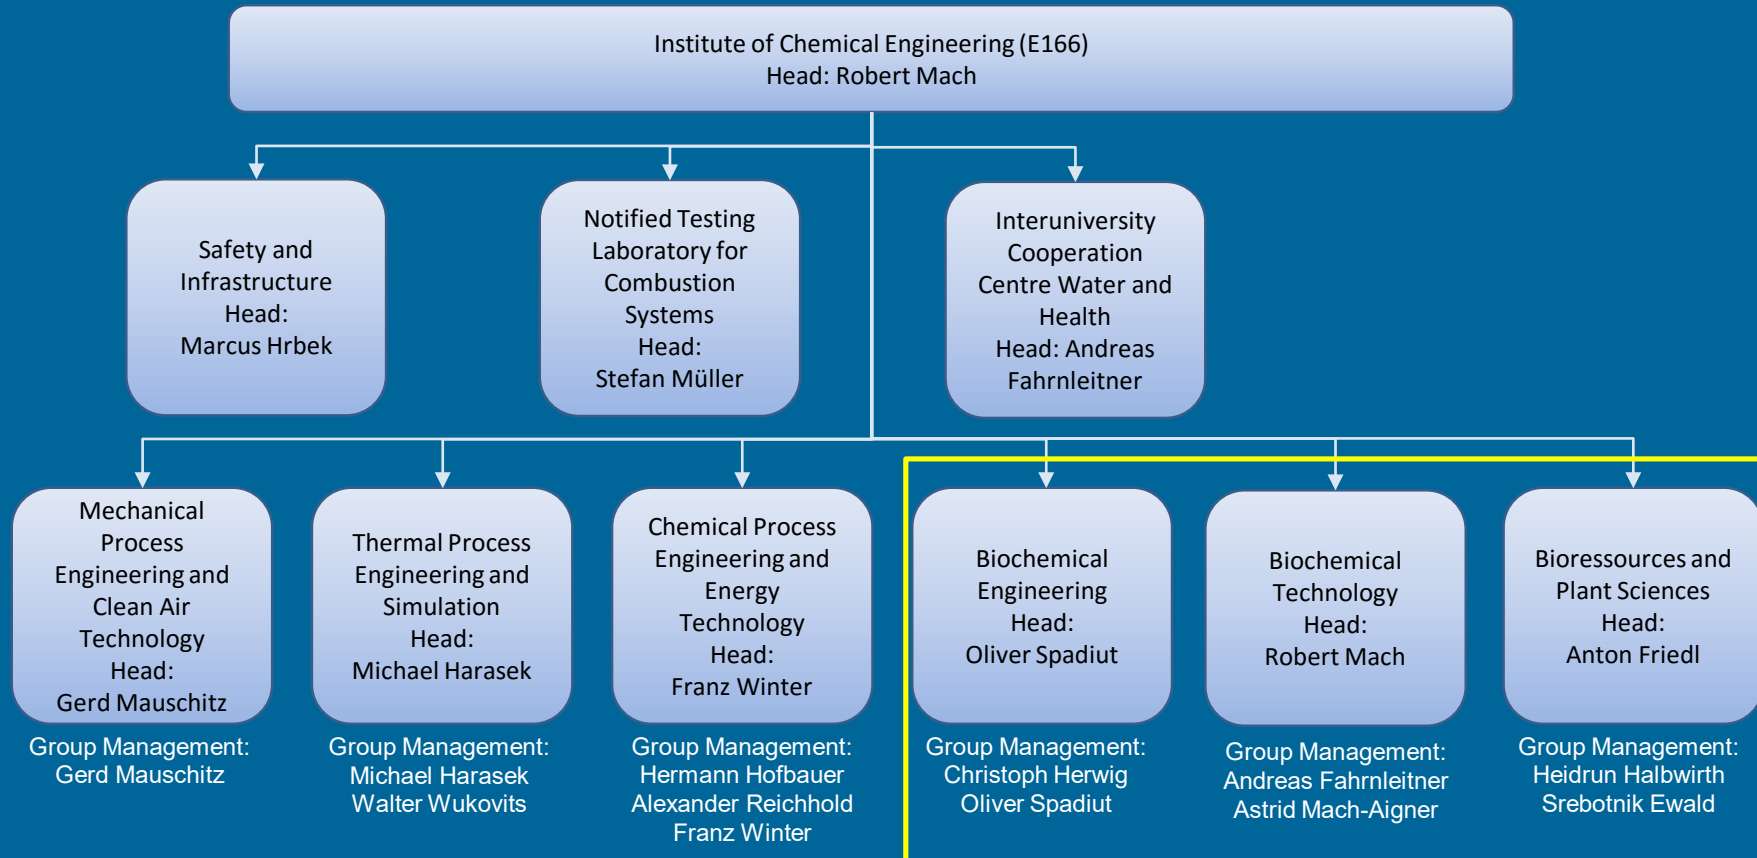 Institute of Chemical Engineering (E166)
Head: Robert Mach
Safety and
Infrastructure
Head:
Marcus Hrbek
Notified Testing
Laboratory for
Combustion
Systems
Head:
Stefan Müller
Interuniversity
Cooperation
Centre Water and
Health
Head: Andreas
Fahrnleitner
Mechanical
Process
Engineering and
Clean Air
Technology
Head:
Gerd Mauschitz
Group Management:
Gerd Mauschitz
Thermal Process
Engineering and
Simulation
Head:
Michael Harasek
Group Management:
Michael Harasek
Walter Wukovits
Chemical Process
Engineering and
Energy
Technology
Head:
Franz Winter
Group Management:
Hermann Hofbauer
Alexander Reichhold
Franz Winter
Biochemical
Engineering
Head:
Oliver Spadiut
Group Management:
Christoph Herwig
Oliver Spadiut
Biochemical
Technology
Head:
Robert Mach
Group Management:
Andreas Fahrnleitner
Astrid Mach-Aigner
Bioressources and
Plant Sciences
Head:
Anton Friedl
Group Management:
Heidrun Halbwirth
Srebotnik Ewald